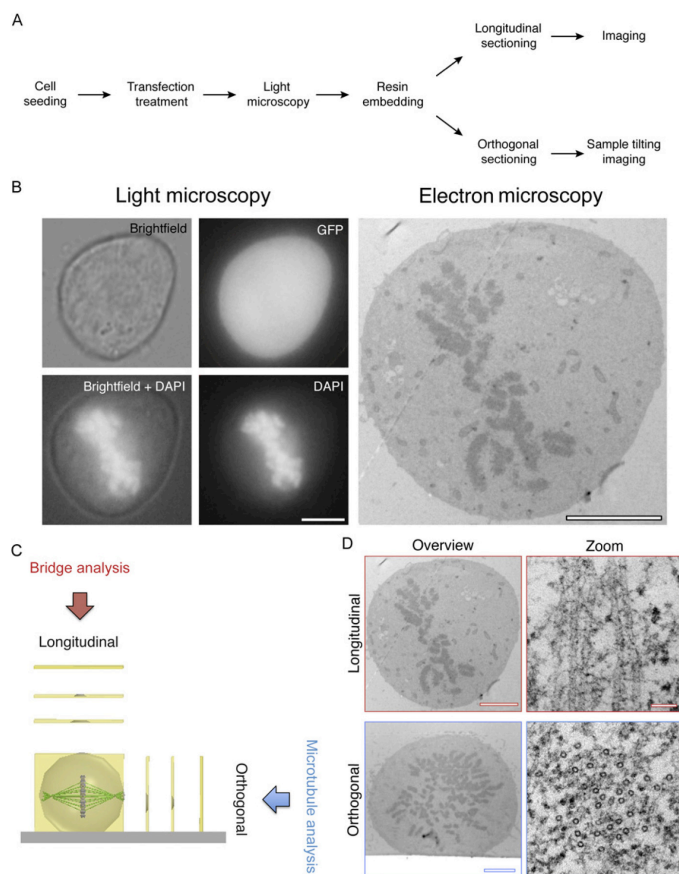 A
Cell
seeding
Transfection
treatment
Light
microscopy
Resin
embedding
Longitudinal
sectioning
Imaging
Orthogonal
sectioning
Sample tilting
imaging
B
Light microscopy
Electron microscopy
Brightfield
GFP
Brightfield + DAPI
DAPI
C
Bridge analysis
Longitudinal
Orthogonal
Microtubule analysis
D
Overview
Zoom
Longitudinal
Orthogonal